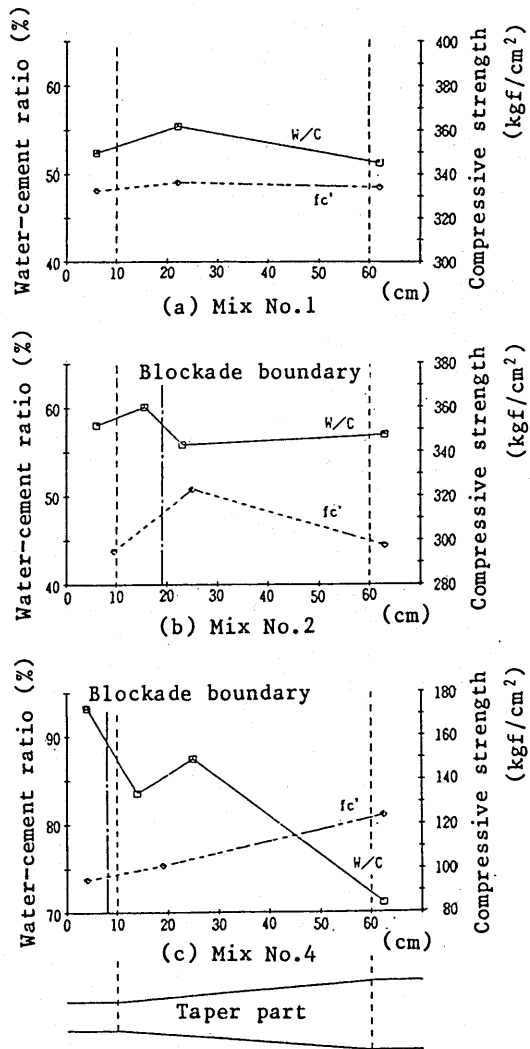 Water-cement ratio (%)
60
50
40
W/C
fc'
400
380
360
340
320
300
Compressive strength
(kgf/cm²)
0 10 20 30 40 50 60 (cm)
(a) Mix No.1
Water-cement ratio (%)
60
50
40
Blockade boundary
W/C
fc'
380
360
340
320
300
280
Compressive strength
(kgf/cm²)
0 10 20 30 40 50 60 (cm)
(b) Mix No.2
Water-cement ratio (%)
90
80
70
Blockade boundary
fc'
W/C
180
160
140
120
100
80
Compressive strength
(kgf/cm²)
0 10 20 30 40 50 60 (cm)
(c) Mix No.4
Taper part